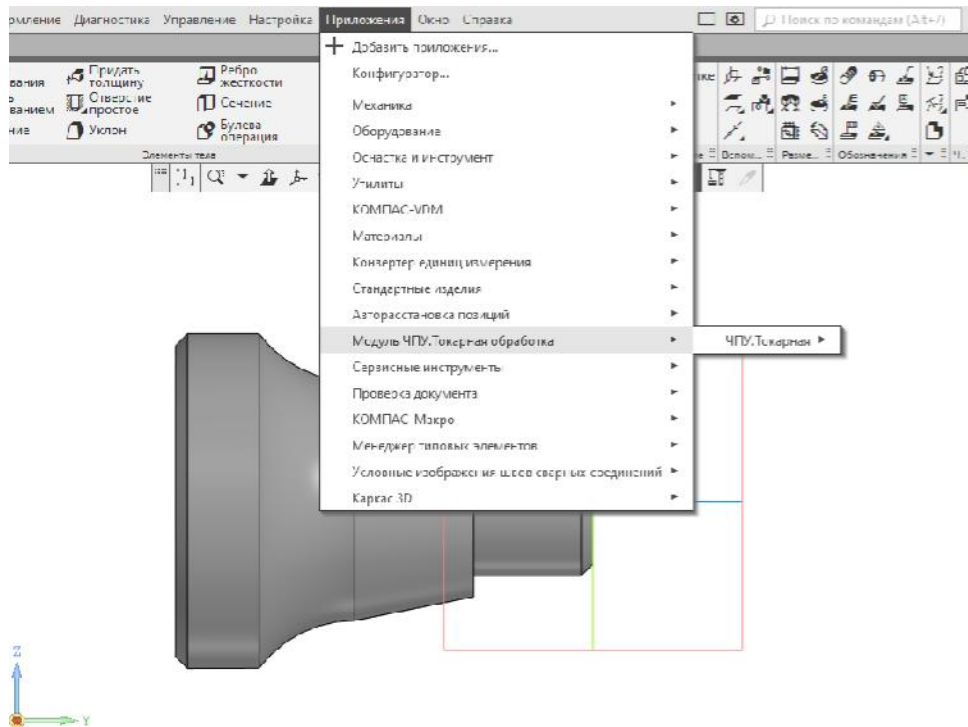 Диагностика Управление Настройка Приложения Окно Справка
Поиск по командам (Alt+/)
Добавить приложения...
Конфигуратор...
Механика
Оборудование
Оснастка и инструмент
Утилиты
КОМПАС-VDM
Материалы
Конвертер единиц измерения
Стандартные изделия
Авторасстановка позиций
Модуль ЧПУ.Токарная обработка
ЧПУ.Токарная
Сервисные инструменты
Проверка документа
КОМПАС-Макро
Менеджер типовых элементов
Условные изображения швов сварных соединений
Каркас 3D
Придать
толщину
Ребро
жесткости
Отверстие
простое
Сечение
Уклон
Булева
операция
Элементы тела
Вспом...
Разме...
Обозначения
Z
Y